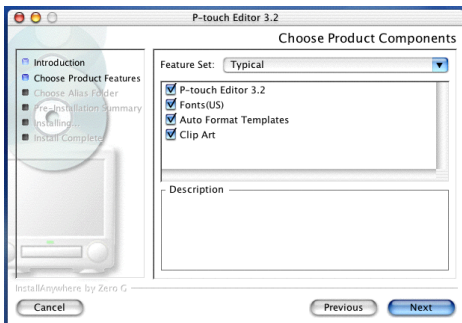 P-touch Editor 3.2
Choose Product Components
Introduction
Choose Product Features
Choose Alias Folder
Pre-Installation Summary
Installing...
Install Complete
Feature Set: Typical
P-touch Editor 3.2
Fonts(US)
Auto Format Templates
Clip Art
Description
InstallAnywhere by Zero G
Cancel Previous Next